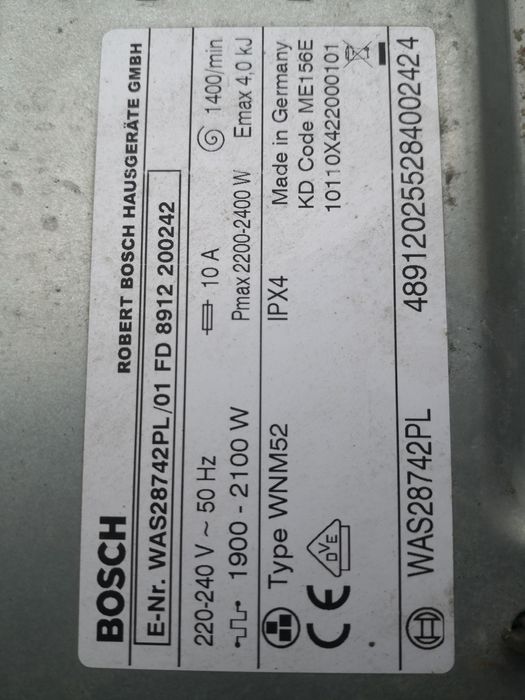 ROBERT BOSCH HAUSGERÄTE GMBH
BOSCH
E-Nr. WAS28742PL/01 FD 8912 200242
220-240 V ~ 50 Hz 10 A 1400/min
1900 - 2100 W Pmax 2200-2400 W Emax 4,0 kJ
Type WNM52 IPX4 Made in Germany
KD Code ME156E
10110X422000101
CE DVE
WAS28742PL 489120255284002424